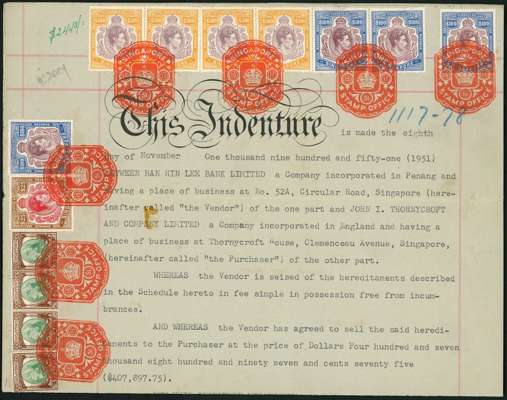 SINGAPORE
STAMP OFFICE
1117-78
This Indenture is made the eighth
day of November One thousand nine hundred and fifty-one (1951)
BETWEEN BAN HIN LEE BANK LIMITED a Company incorporated in Penang and
having a place of business at No. 52A, Circular Road, Singapore (here-
inafter called "the Vendor") of the one part and JOHN I. THORNYCROFT
AND COMPANY LIMITED a Company incorporated in England and having a
place of business at Thornycroft House, Clemenceau Avenue, Singapore,
(hereinafter called "the Purchaser") of the other part.
WHEREAS the Vendor is seized of the hereditaments described
in the Schedule hereto in fee simple in possession free from incum-
brances.
AND WHEREAS the Vendor has agreed to sell the said heredi-
aments to the Purchaser at the price of Dollars Four hundred and seven
thousand eight hundred and ninety seven and cents seventy five
($407,897.75).